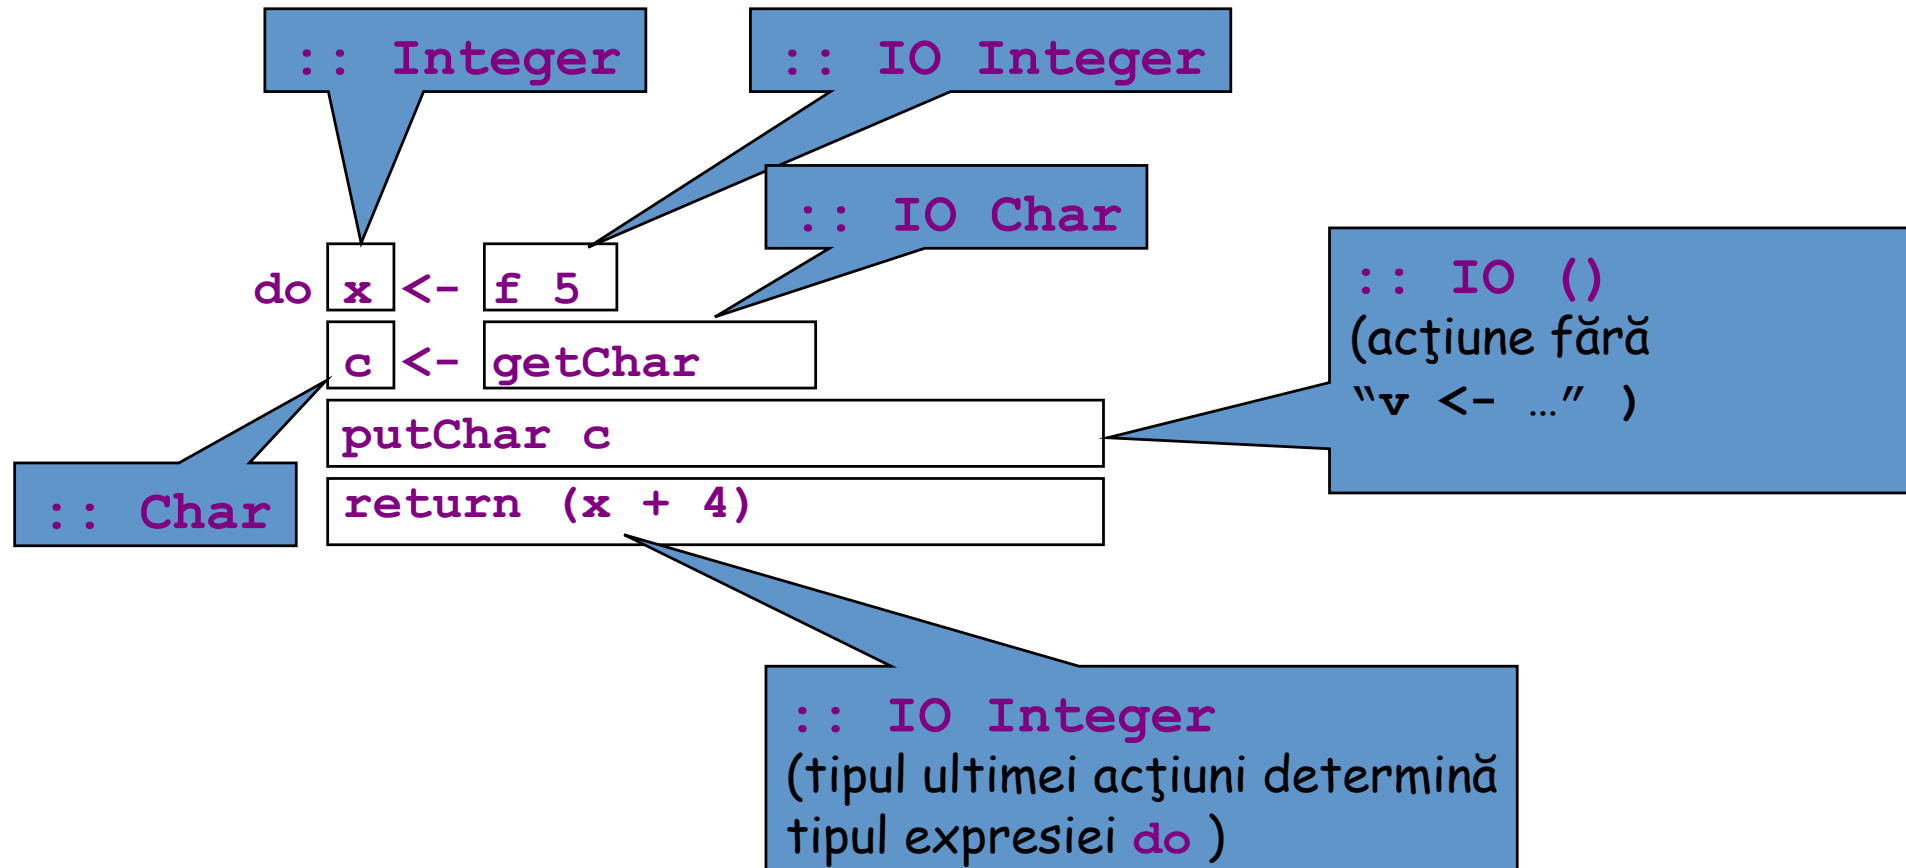 :: Integer
:: IO Integer
:: IO Char
do x <- f 5
c <- getChar
putChar c
return (x + 4)
:: IO ()
(acţiune fără
“v <- …” )
:: Char
:: IO Integer
(tipul ultimei acţiuni determină
tipul expresiei do )